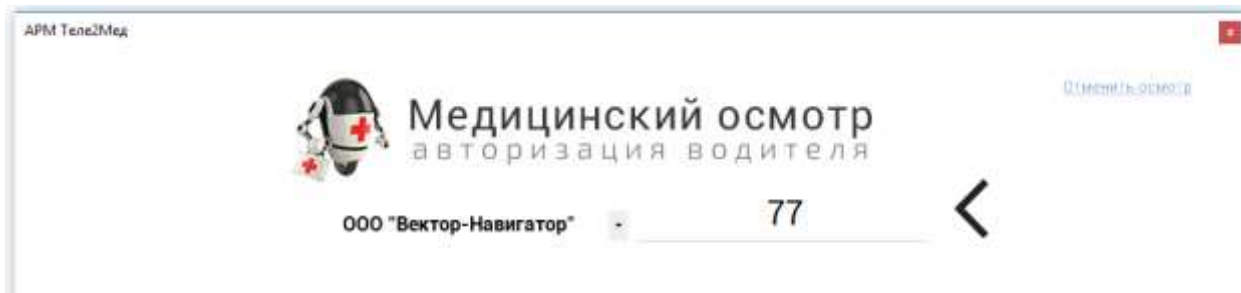 АРМ Теле2Мед
Отменить осмотр
Медицинский осмотр
авторизация водителя
ООО "Вектор-Навигатор" - 77